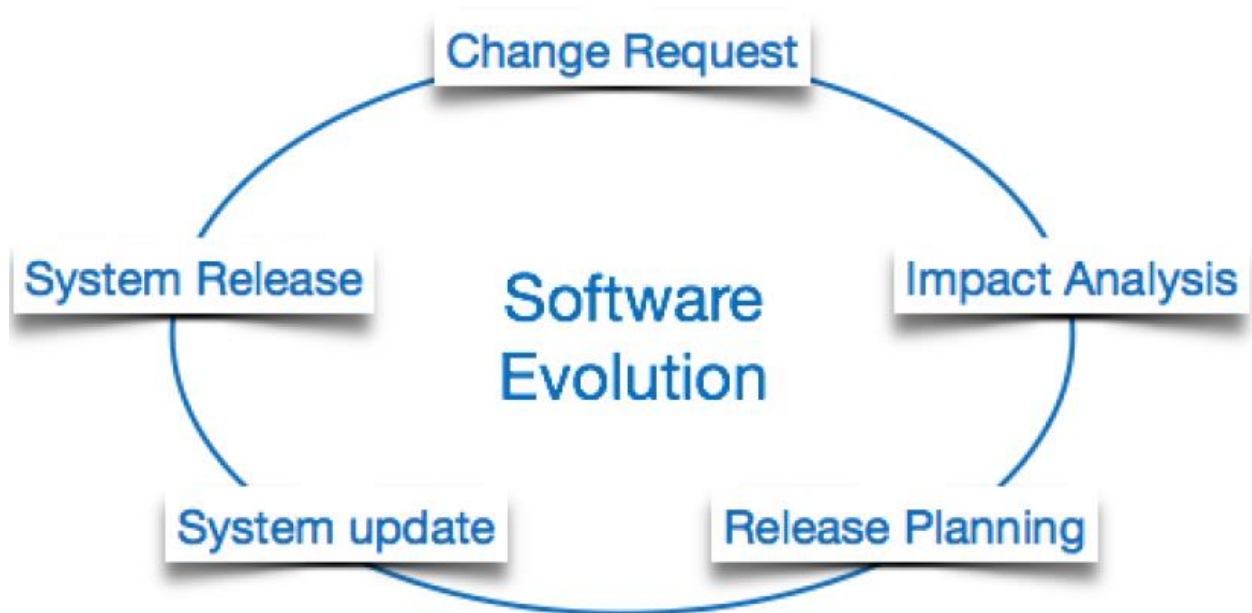 Change Request
System Release
Impact Analysis
Software
Evolution
System update
Release Planning